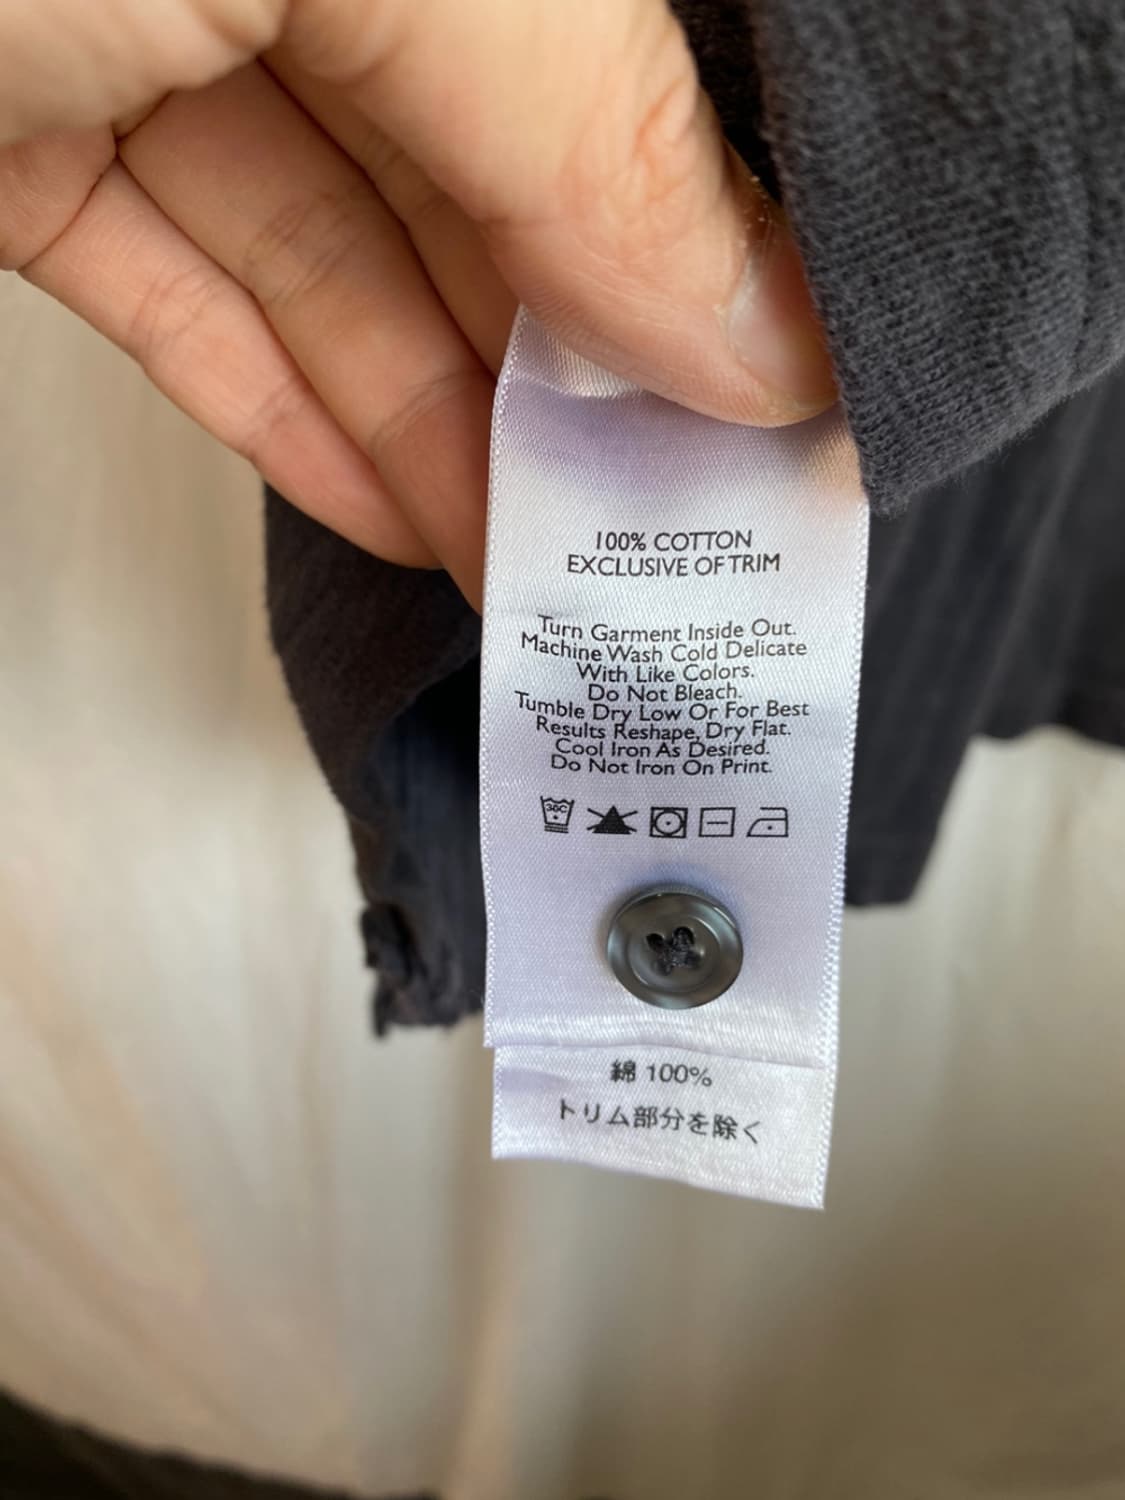 100% COTTON
EXCLUSIVE OF TRIM
Turn Garment Inside Out.
Machine Wash Cold Delicate
With Like Colors.
Do Not Bleach.
Tumble Dry Low Or For Best
Results Reshape, Dry Flat.
Cool Iron As Desired.
Do Not Iron On Print.
30C
綿 100%
トリム部分を除く